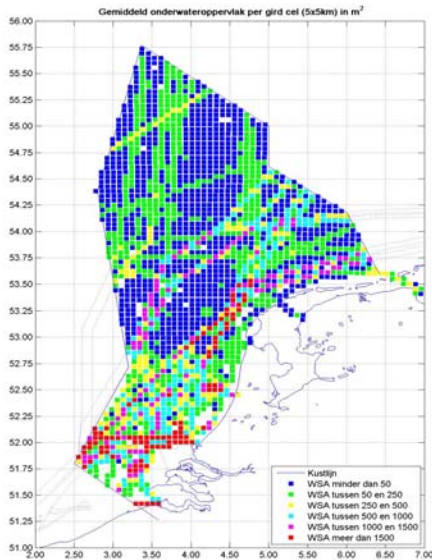 Gemiddeld onderwateroppervlak per gird cel (5x5km) in m²
56.00
55.75
55.50
55.25
55.00
54.75
54.50
54.25
54.00
53.75
53.50
53.25
53.00
52.75
52.50
52.25
52.00
51.75
51.50
51.25
51.00
Kustlijn
WSA minder dan 50
WSA tussen 50 en 250
WSA tussen 250 en 500
WSA tussen 500 en 1000
WSA tussen 1000 en 1500
WSA meer dan 1500
2.00 2.50 3.00 3.50 4.00 4.50 5.00 5.50 6.00 6.50 7.00